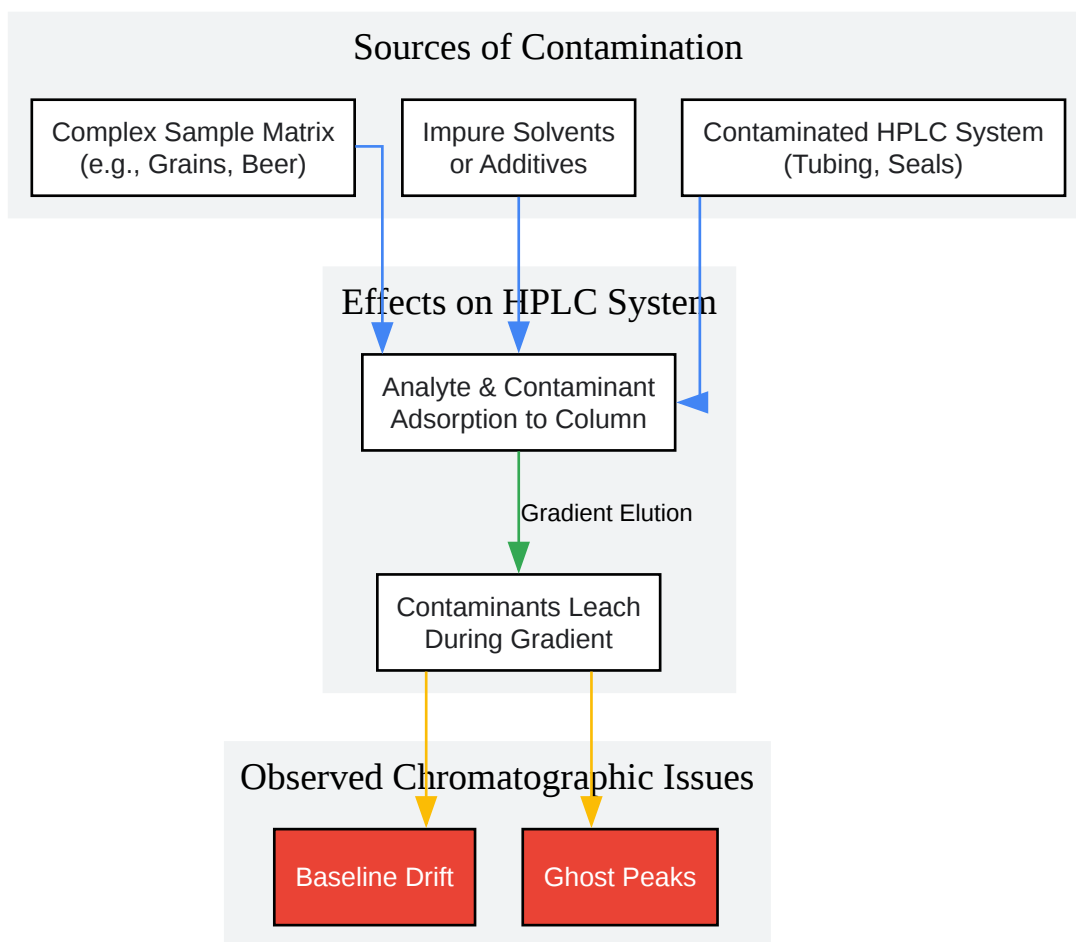 Sources of Contamination
Complex Sample Matrix
(e.g., Grains, Beer)
Impure Solvents
or Additives
Contaminated HPLC System
(Tubing, Seals)
Effects on HPLC System
Analyte & Contaminant
Adsorption to Column
Gradient Elution
Contaminants Leach
During Gradient
Observed Chromatographic Issues
Baseline Drift
Ghost Peaks